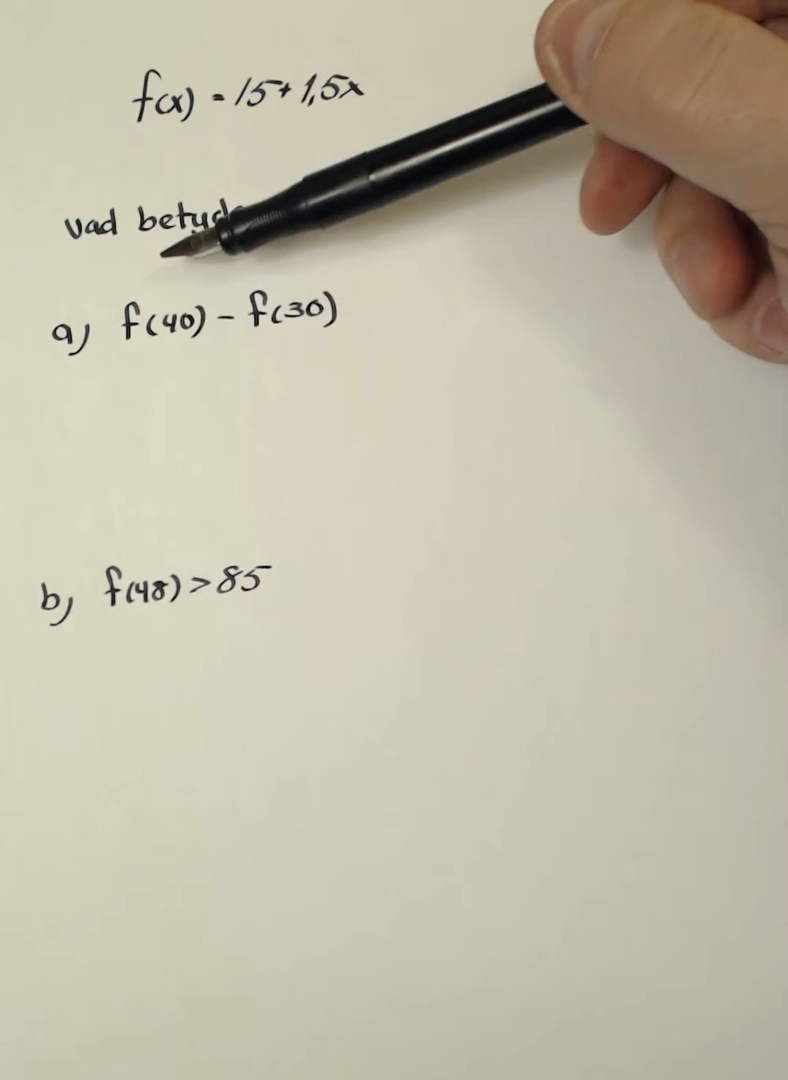 f(x) = 15+ 1,5x
Vad
a) f(40) - f(30)
b) f(48) > 85